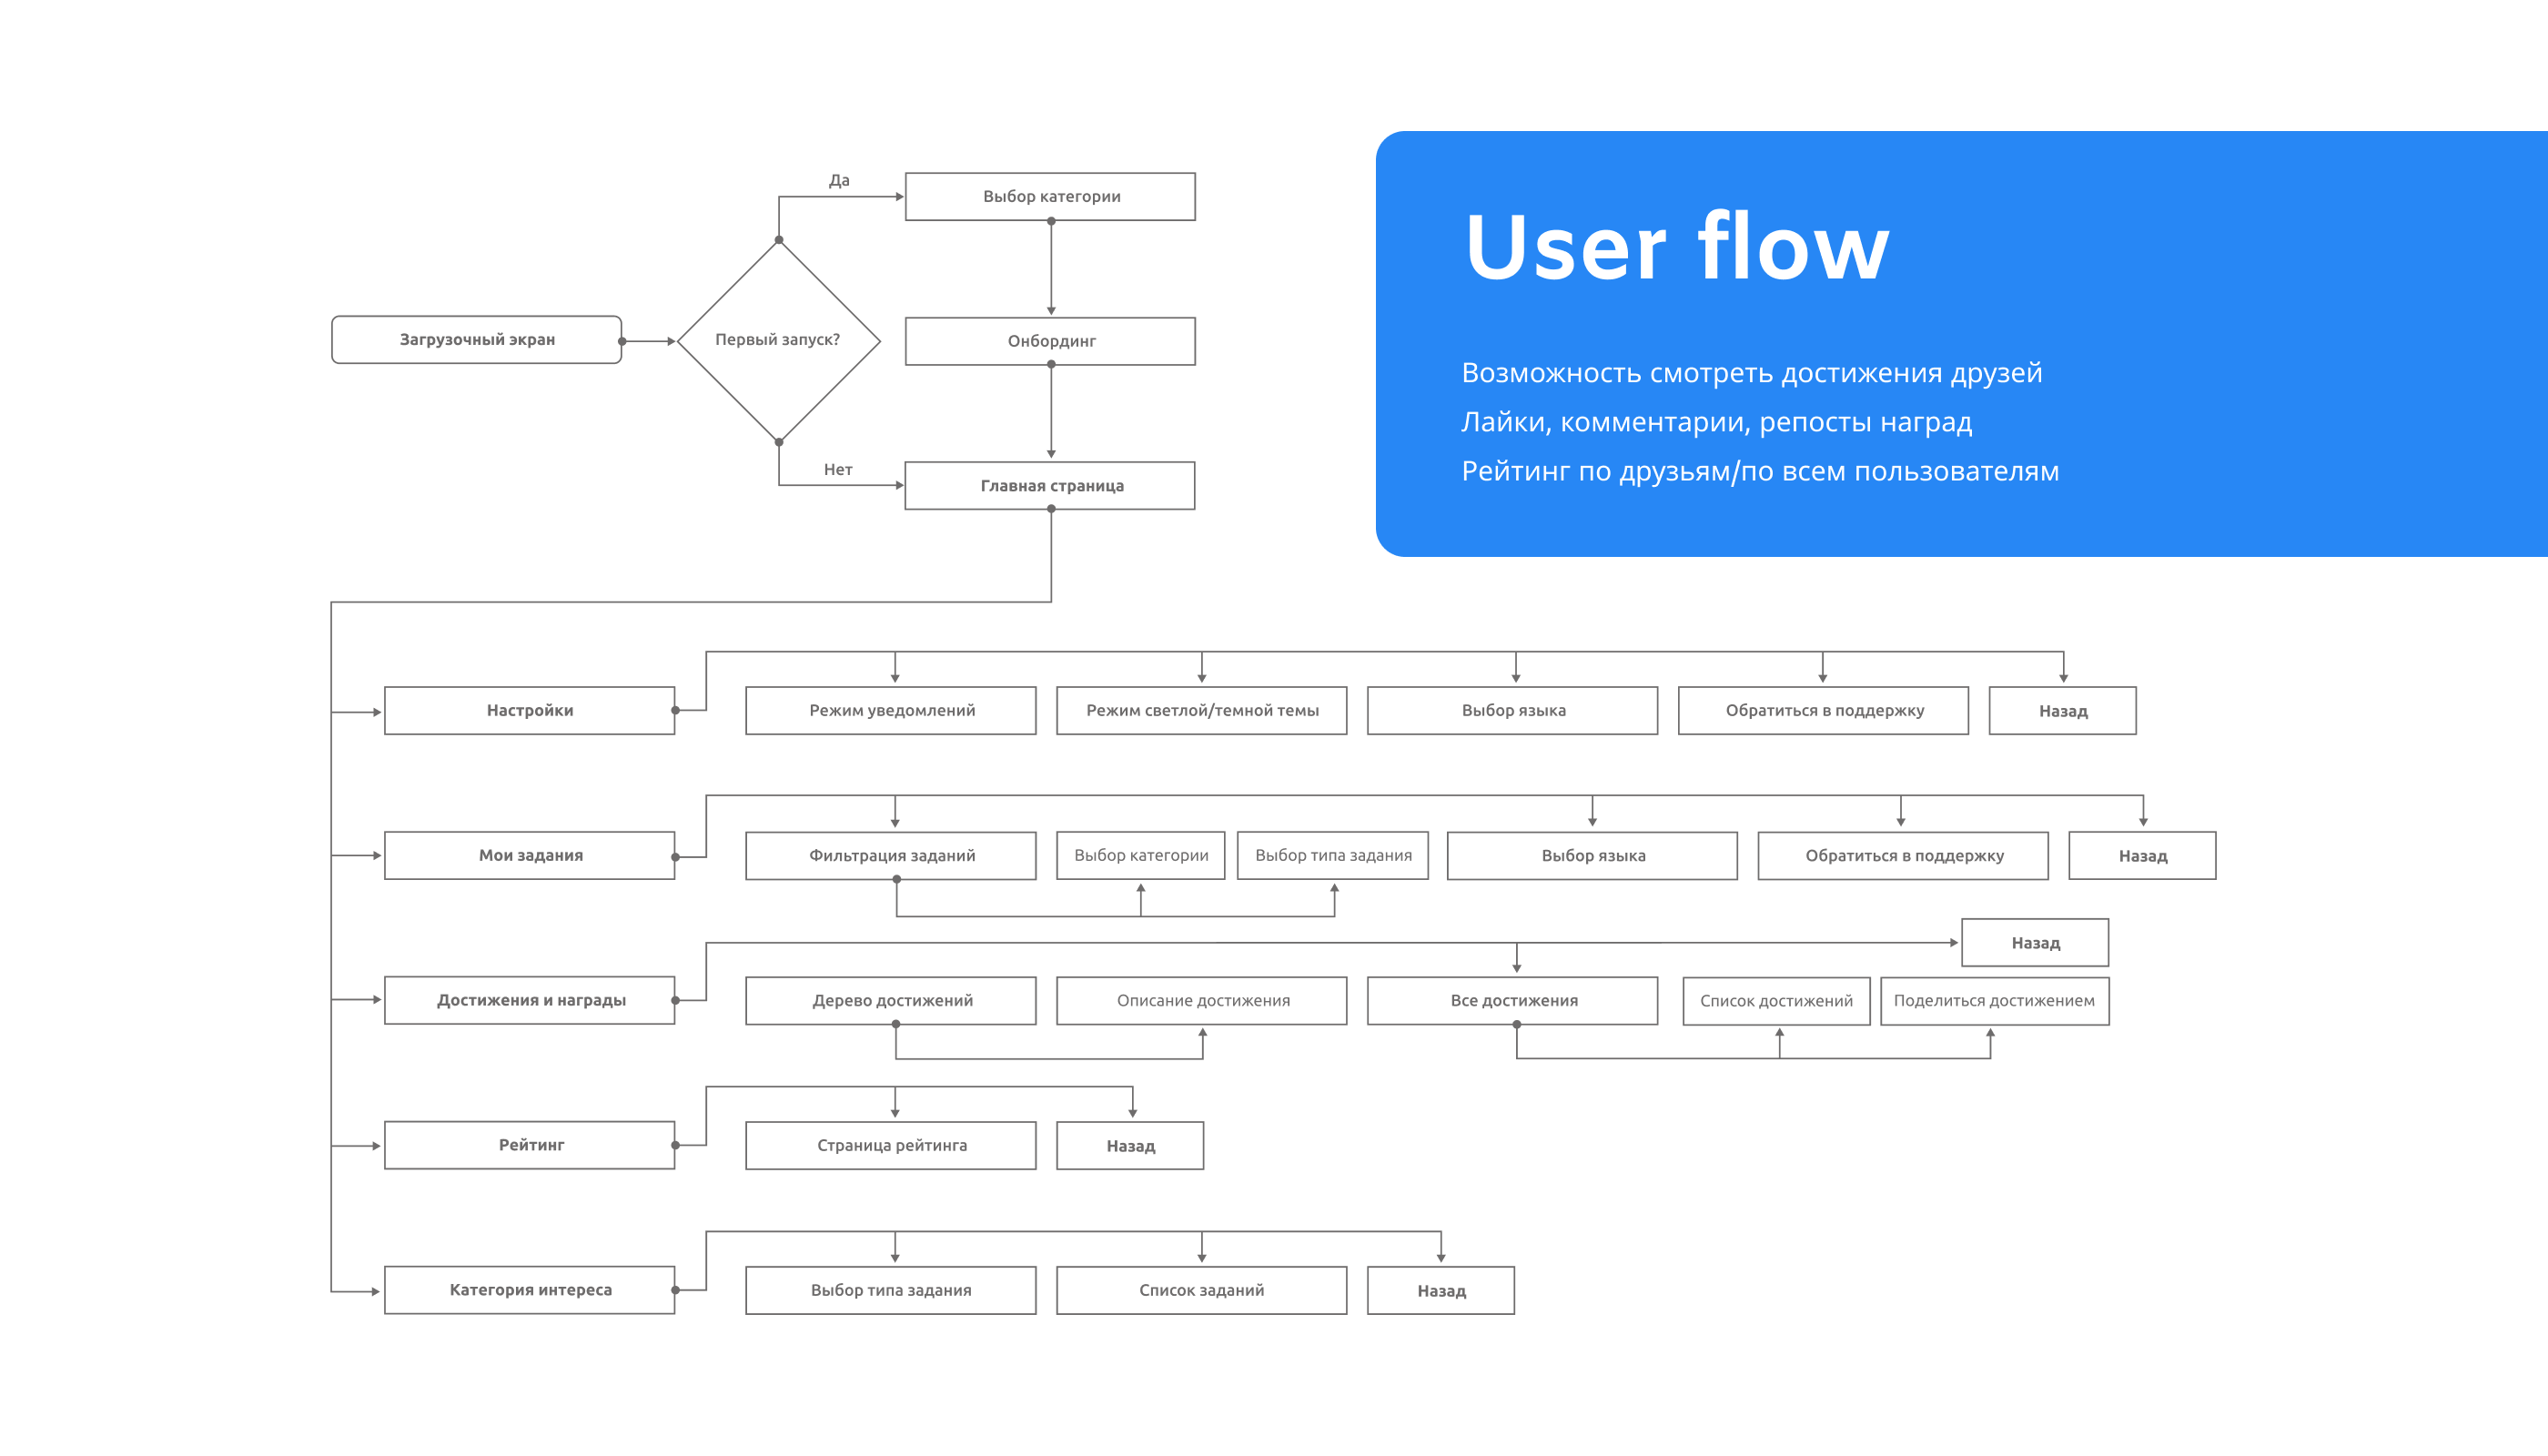 Да
Выбор категории
User flow
Загрузочный экран
Первый запуск?
Онбординг
Возможность смотреть достижения друзей
Лайки, комментарии, репосты наград
Рейтинг по друзьям/по всем пользователям
Нет
Главная страница
Настройки
Режим уведомлений
Режим светлой/темной темы
Выбор языка
Обратиться в поддержку
Назад
Мои задания
Фильтрация заданий
Выбор категории
Выбор типа задания
Выбор языка
Обратиться в поддержку
Назад
Назад
Достижения и награды
Дерево достижений
Описание достижения
Все достижения
Список достижений
Поделиться достижением
Рейтинг
Страница рейтинга
Назад
Категория интереса
Выбор типа задания
Список заданий
Назад